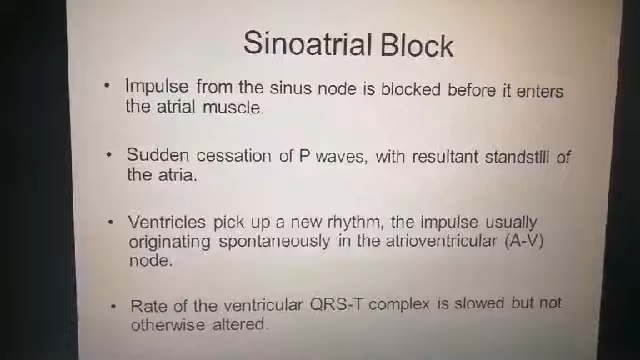 Sinoatrial Block
• Impulse from the sinus node is blocked before it enters
the atrial muscle.
• Sudden cessation of P waves, with resultant standstill of
the atria.
• Ventricles pick up a new rhythm, the impulse usually
originating spontaneously in the atrioventricular (A-V)
node.
• Rate of the ventricular QRS-T complex is slowed but not
otherwise altered.